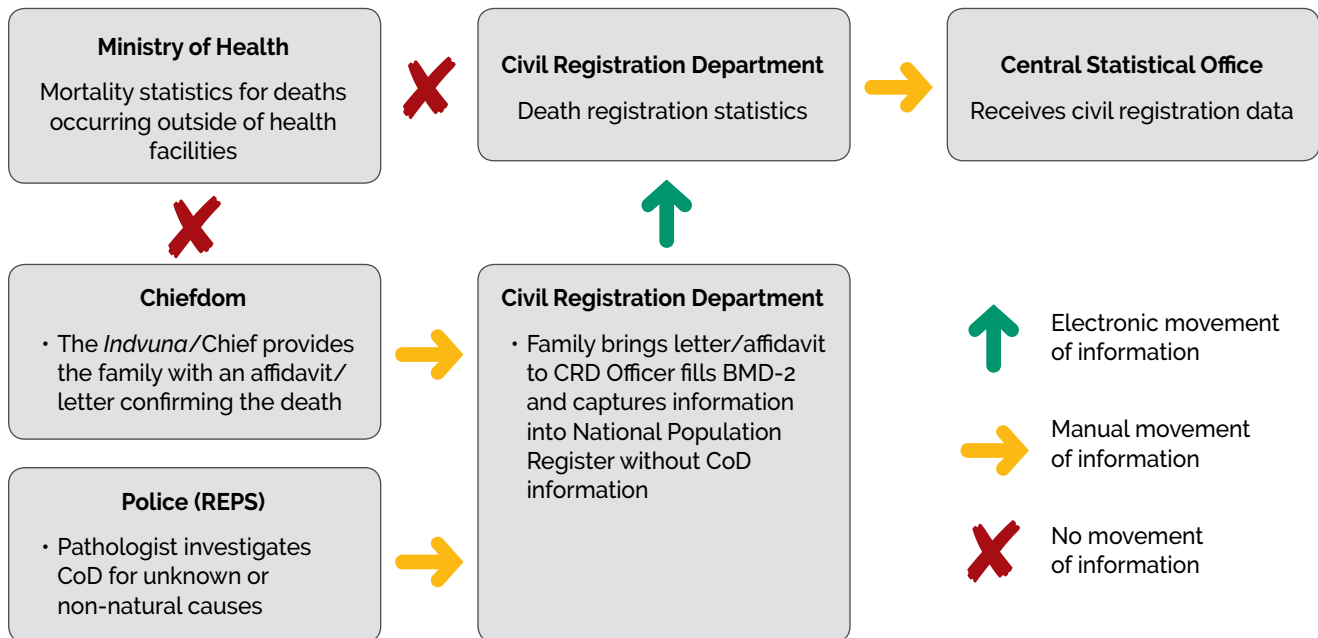 Ministry of Health
Mortality statistics for deaths
occurring outside of health
facilities
Civil Registration Department
Death registration statistics
Central Statistical Office
Receives civil registration data
Chiefdom
• The Indvuna/Chief provides
the family with an affidavit/
letter confirming the death
Civil Registration Department
• Family brings letter/affidavit
to CRD Officer fills BMD-2
and captures information
into National Population
Register without CoD
information
Police (REPS)
• Pathologist investigates
CoD for unknown or
non-natural causes
Electronic movement
of information
Manual movement
of information
No movement
of information